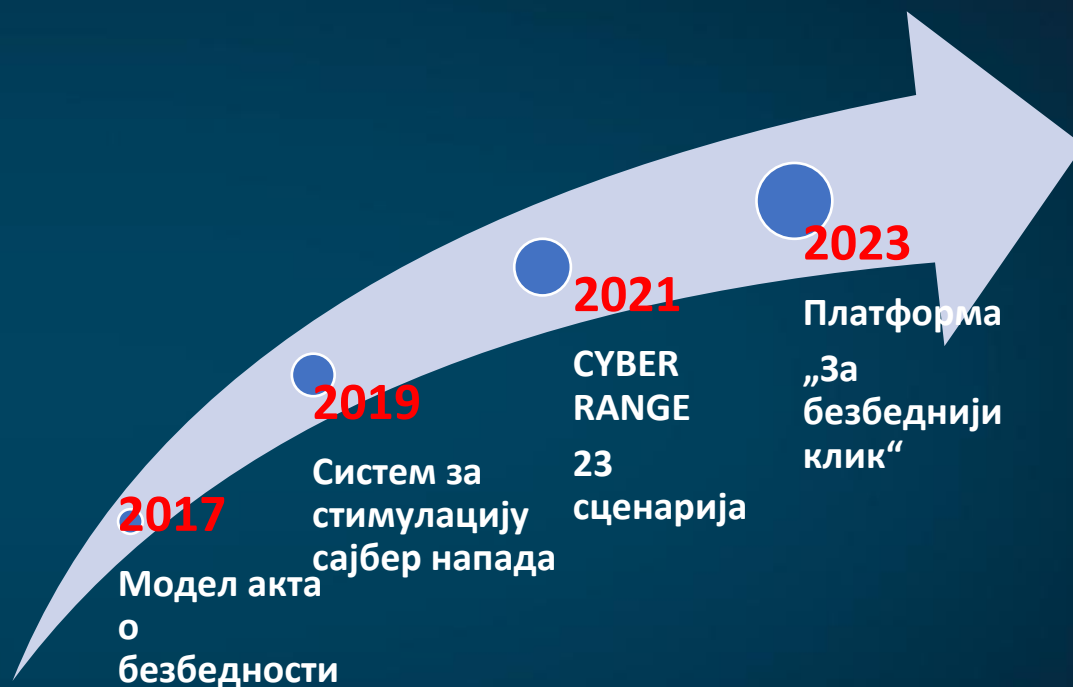 2017
Модел акта
о
безбедности
2019
Систем за
стимулацију
сајбер напада
2021
CYBER
RANGE
23
сценарија
2023
Платформа
„За
безбеднији
клик“